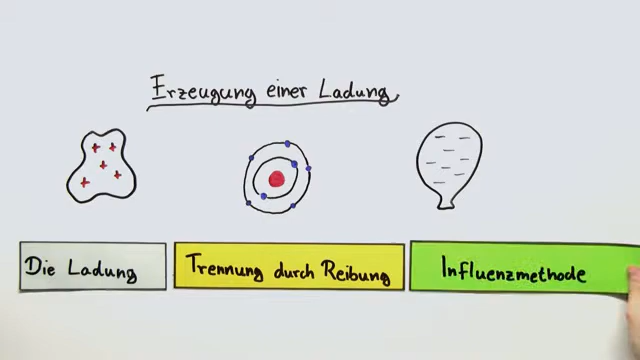 Erzeugung einer Ladung
Die Ladung
Trennung durch Reibung
Influenzmethode